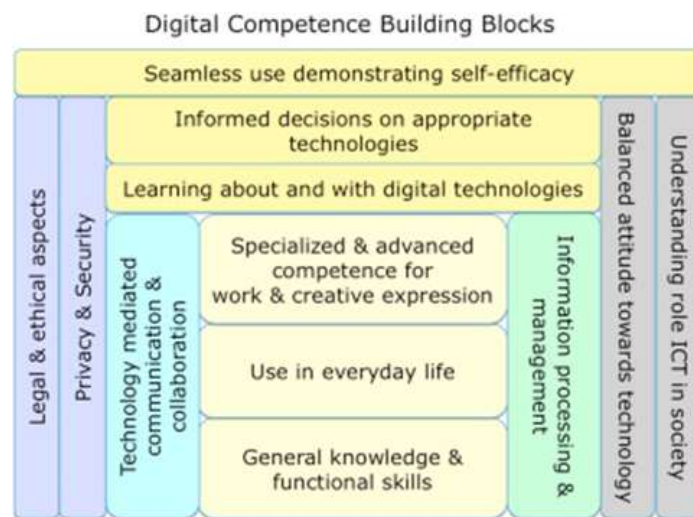 Digital Competence Building Blocks
Seamless use demonstrating self-efficacy
Legal & ethical aspects
Privacy & Security
Informed decisions on appropriate
technologies
Learning about and with digital technologies
Technology mediated
communication &
collaboration
Specialized & advanced
competence for
work & creative expression
Use in everyday life
General knowledge &
functional skills
Information processing &
management
Balanced attitude towards technology
Understanding role ICT in
society